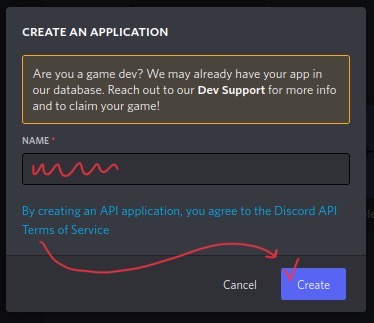 CREATE AN APPLICATION
Are you a game dev? We may already have your app in
our database. Reach out to our Dev Support for more info
and to claim your game!
NAME *
By creating an API application, you agree to the Discord API
Terms of Service
Cancel
Create